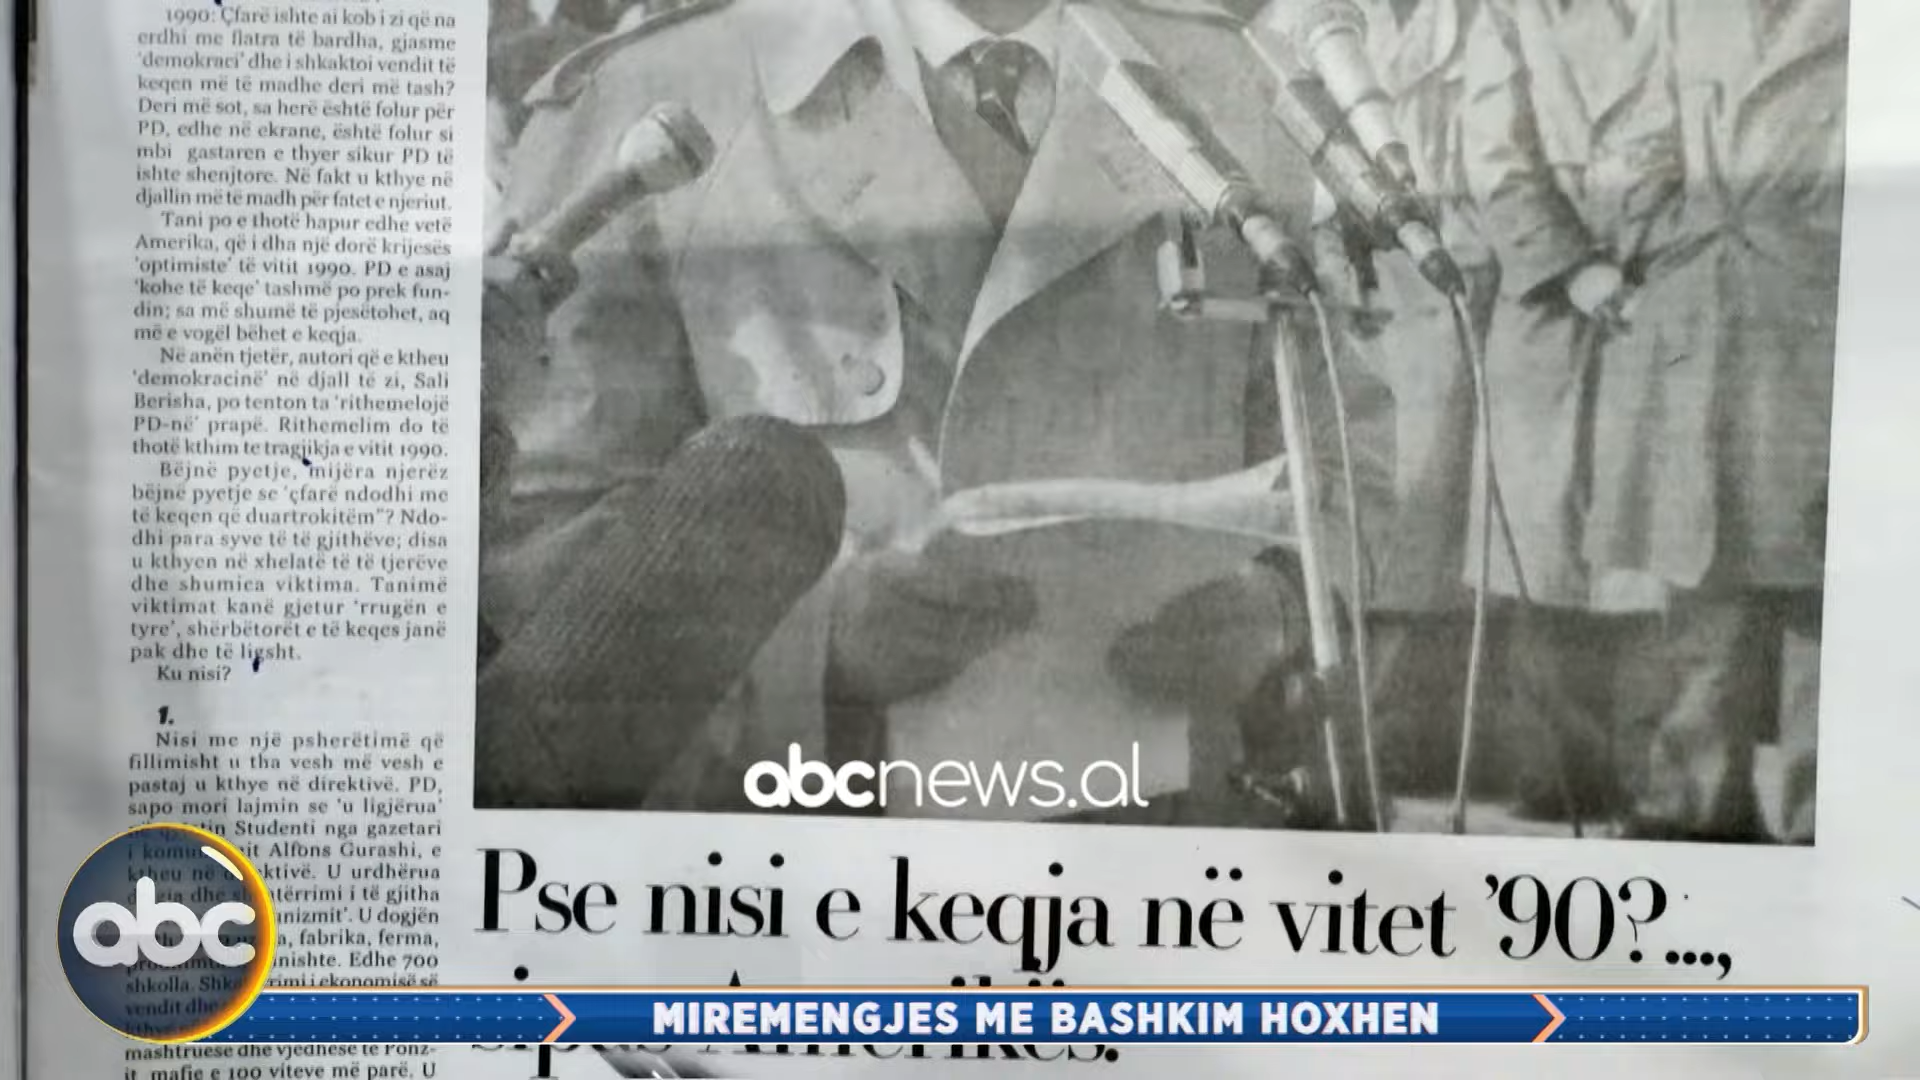 1990: Çfarë ishte ai kob i zi që na
erdhi me flatra të bardha, gjasme
'demokraci' dhe i shkaktoi vendit të
keqen më të madhe deri më tash?
Deri më sot, sa herë është folur për
PD, edhe në ekrane, është folur si
mbi gastaren e thyer sikur PD të
ishte shenjtore. Në fakt u kthye në
djallin më të madh për fatet e njeriut.
Tani po e thotë hapur edhe vetë
Amerika, që i dha një dorë krijesës
'optimiste' të vitit 1990. PD e asaj
'kohe të keqe' tashmë po prek fun-
din; sa më shumë të pjesëtohet, aq
më e vogël bëhet e keqja.
Në anën tjetër, autori që e ktheu
'demokracinë' në djall të zi, Sali
Berisha, po tenton ta 'rithemelojë
PD-në' prapë. Rithemelim do të
thotë kthim te tragjikja e vitit 1990.
Bëjnë pyetje, mijëra njerëz
bëjnë pyetje se 'çfarë ndodhi me
të keqen që duartrokitëm"? Ndo-
dhi para syve të të gjithëve; disa
u kthyen në xhelatë të të tjerëve
dhe shumica viktima. Tanimë
viktimat kanë gjetur 'rrugën e
tyre', shërbëtorët e të keqes janë
pak dhe të ligsht.
Ku nisi?
1.
Nisi me një psherëtimë që
fillimisht u tha vesh më vesh e
pastaj u kthye në direktivë. PD,
sapo mori lajmin se 'u ligjërua'
Studenti nga gazetari
i Alfons Gurashi, e
ktheu në U urdhërua
dhe i të gjitha
U dogjën
fabrika, ferma,
Edhe 700
shkolla. i ekonomisë së
vendit dhe
mashtruese dhe vjedhëse të Ponz-
it, mafie e 100 viteve më parë. U
abcnews.al
Pse nisi e keqja në vitet '90?...,
sipas Amerikës.
abc
MIREMENGJES ME BASHKIM HOXHEN